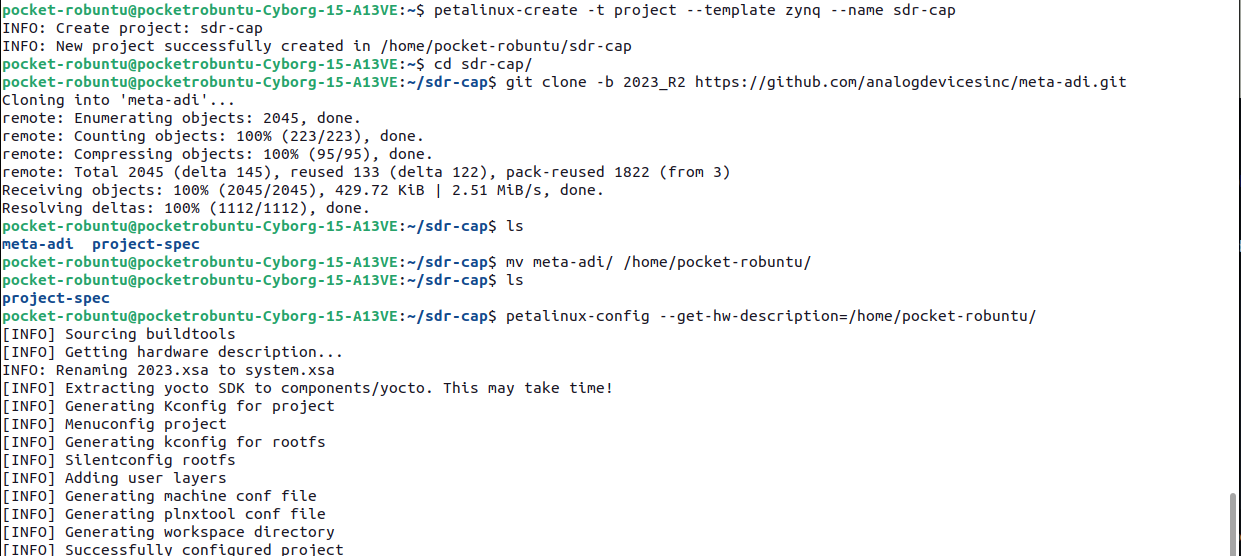 pocket-robuntu@pocketrobuntu-Cyborg-15-A13VE:~$ petalinux-create -t project --template zynq --name sdr-cap
INFO: Create project: sdr-cap
INFO: New project successfully created in /home/pocket-robuntu/sdr-cap
pocket-robuntu@pocketrobuntu-Cyborg-15-A13VE:~$ cd sdr-cap/
pocket-robuntu@pocketrobuntu-Cyborg-15-A13VE:~/sdr-cap$ git clone -b 2023_R2 https://github.com/analogdevicesinc/meta-adi.git
Cloning into 'meta-adi'...
remote: Enumerating objects: 2045, done.
remote: Counting objects: 100% (223/223), done.
remote: Compressing objects: 100% (95/95), done.
remote: Total 2045 (delta 145), reused 133 (delta 122), pack-reused 1822 (from 3)
Receiving objects: 100% (2045/2045), 429.72 KiB | 2.51 MiB/s, done.
Resolving deltas: 100% (1112/1112), done.
pocket-robuntu@pocketrobuntu-Cyborg-15-A13VE:~/sdr-cap$ ls
meta-adi  project-spec
pocket-robuntu@pocketrobuntu-Cyborg-15-A13VE:~/sdr-cap$ mv meta-adi/ /home/pocket-robuntu/
pocket-robuntu@pocketrobuntu-Cyborg-15-A13VE:~/sdr-cap$ ls
project-spec
pocket-robuntu@pocketrobuntu-Cyborg-15-A13VE:~/sdr-cap$ petalinux-config --get-hw-description=/home/pocket-robuntu/
[INFO] Sourcing buildtools
[INFO] Getting hardware description...
INFO: Renaming 2023.xsa to system.xsa
[INFO] Extracting yocto SDK to components/yocto. This may take time!
[INFO] Generating Kconfig for project
[INFO] Menuconfig project
[INFO] Generating kconfig for rootfs
[INFO] Silentconfig rootfs
[INFO] Adding user layers
[INFO] Generating machine conf file
[INFO] Generating plnxtool conf file
[INFO] Generating workspace directory
[INFO] Successfully configured project